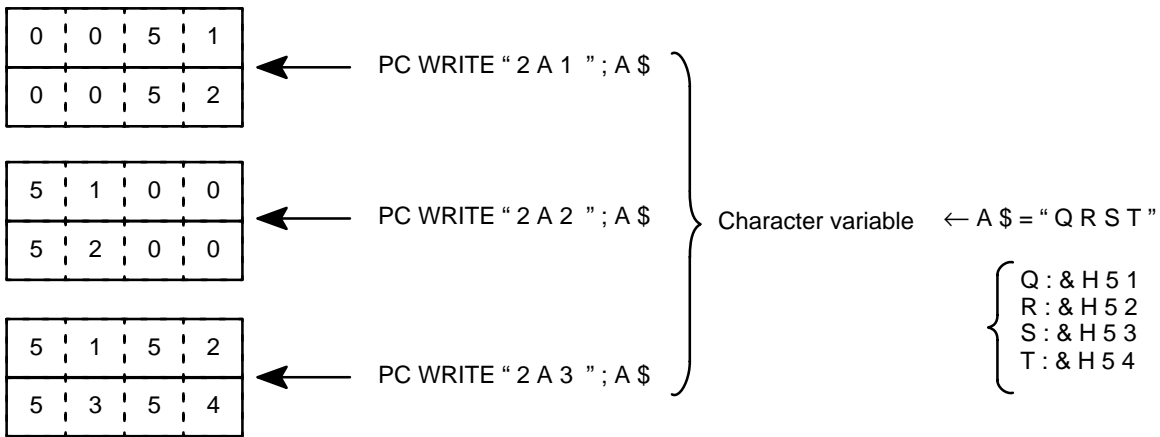 0 0 5 1
0 0 5 2
PC WRITE “ 2 A 1 ” ; A $
5 1 0 0
5 2 0 0
PC WRITE “ 2 A 2 ” ; A $
5 1 5 2
5 3 5 4
PC WRITE “ 2 A 3 ” ; A $
Character variable ← A $ = “ Q R S T ”
Q : & H 5 1
R : & H 5 2
S : & H 5 3
T : & H 5 4